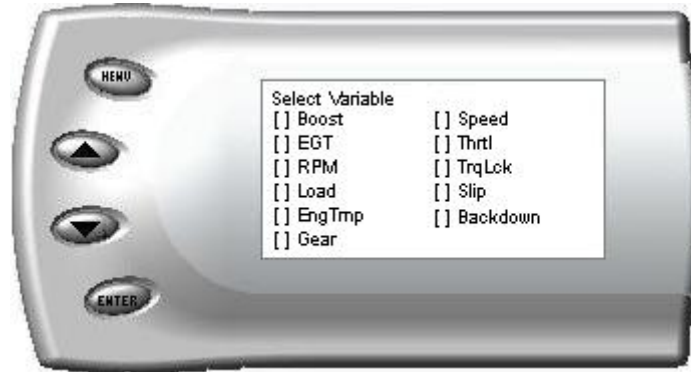 MENU
Select Variable
[ ] Boost [ ] Speed
[ ] EGT [ ] Thrtl
[ ] RPM [ ] TrqLck
[ ] Load [ ] Slip
[ ] EngTmp [ ] Backdown
[ ] Gear
ENTER